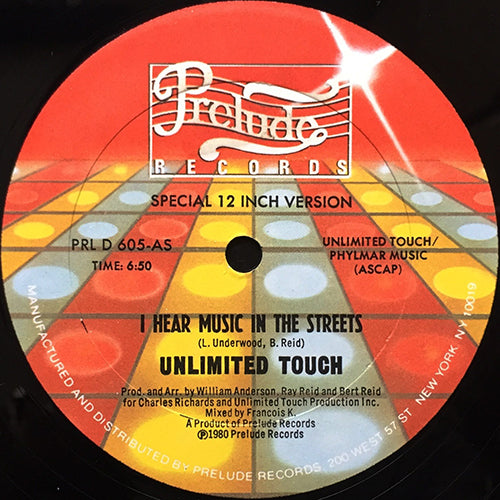 Prelude
RECORDS
SPECIAL 12 INCH VERSION
PRL D 605-AS
TIME: 6:50
UNLIMITED TOUCH/
PHYLMAR MUSIC
(ASCAP)
I HEAR MUSIC IN THE STREETS
(L. Underwood, B. Reid)
UNLIMITED TOUCH
Prod. and Arr. by William Anderson, Ray Reid and Bert Reid
for Charles Richards and Unlimited Touch Production Inc.
Mixed by Francois K.
A Product of Prelude Records
℗1980 Prelude Records
MANUFACTURED AND DISTRIBUTED BY PRELUDE RECORDS, 200 WEST 57 ST NEW YORK, NY 10019